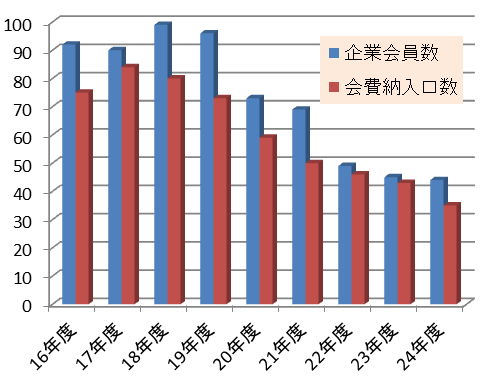 100
90
80
70
60
50
40
30
20
10
0
企業会員数
会費納入口数
16年度
17年度
18年度
19年度
20年度
21年度
22年度
23年度
24年度